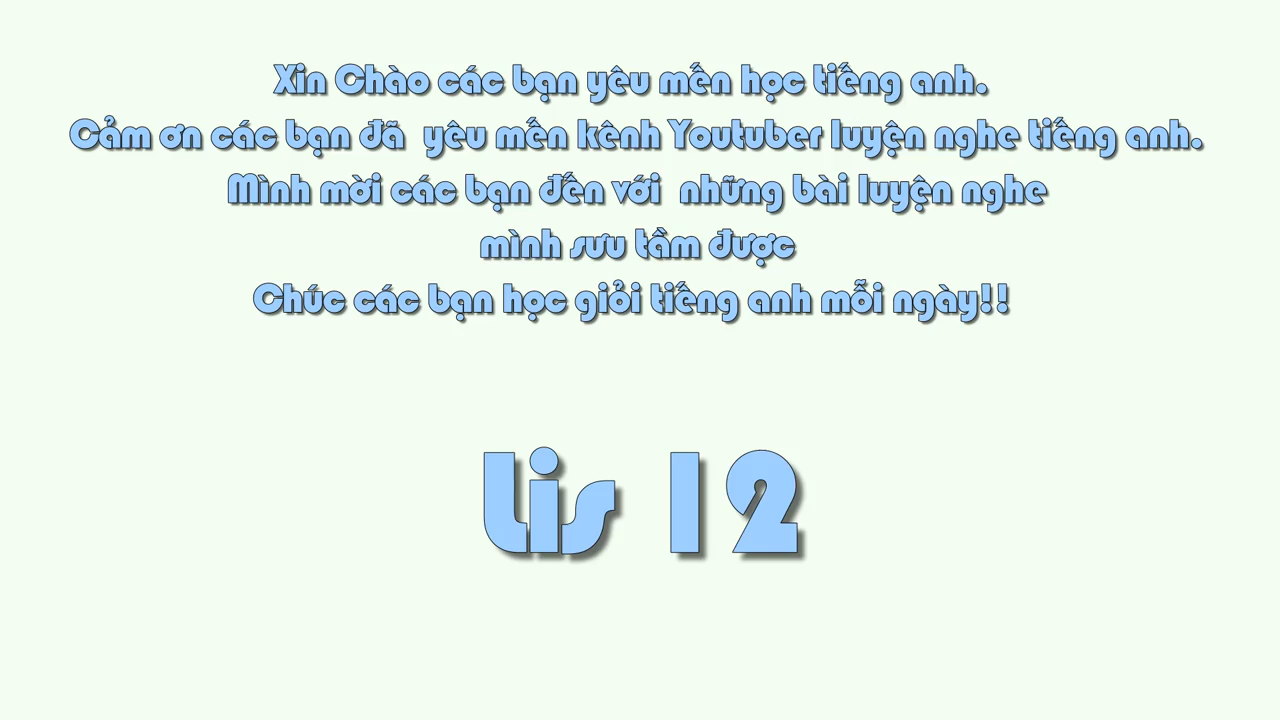 Xin Chào các bạn yêu mến học tiếng anh.
Cảm ơn các bạn đã yêu mến kênh Youtuber luyện nghe tiếng anh.
Mình mời các bạn đến với những bài luyện nghe
mình sưu tầm được
Chúc các bạn học giỏi tiếng anh mỗi ngày!!
Lis 12